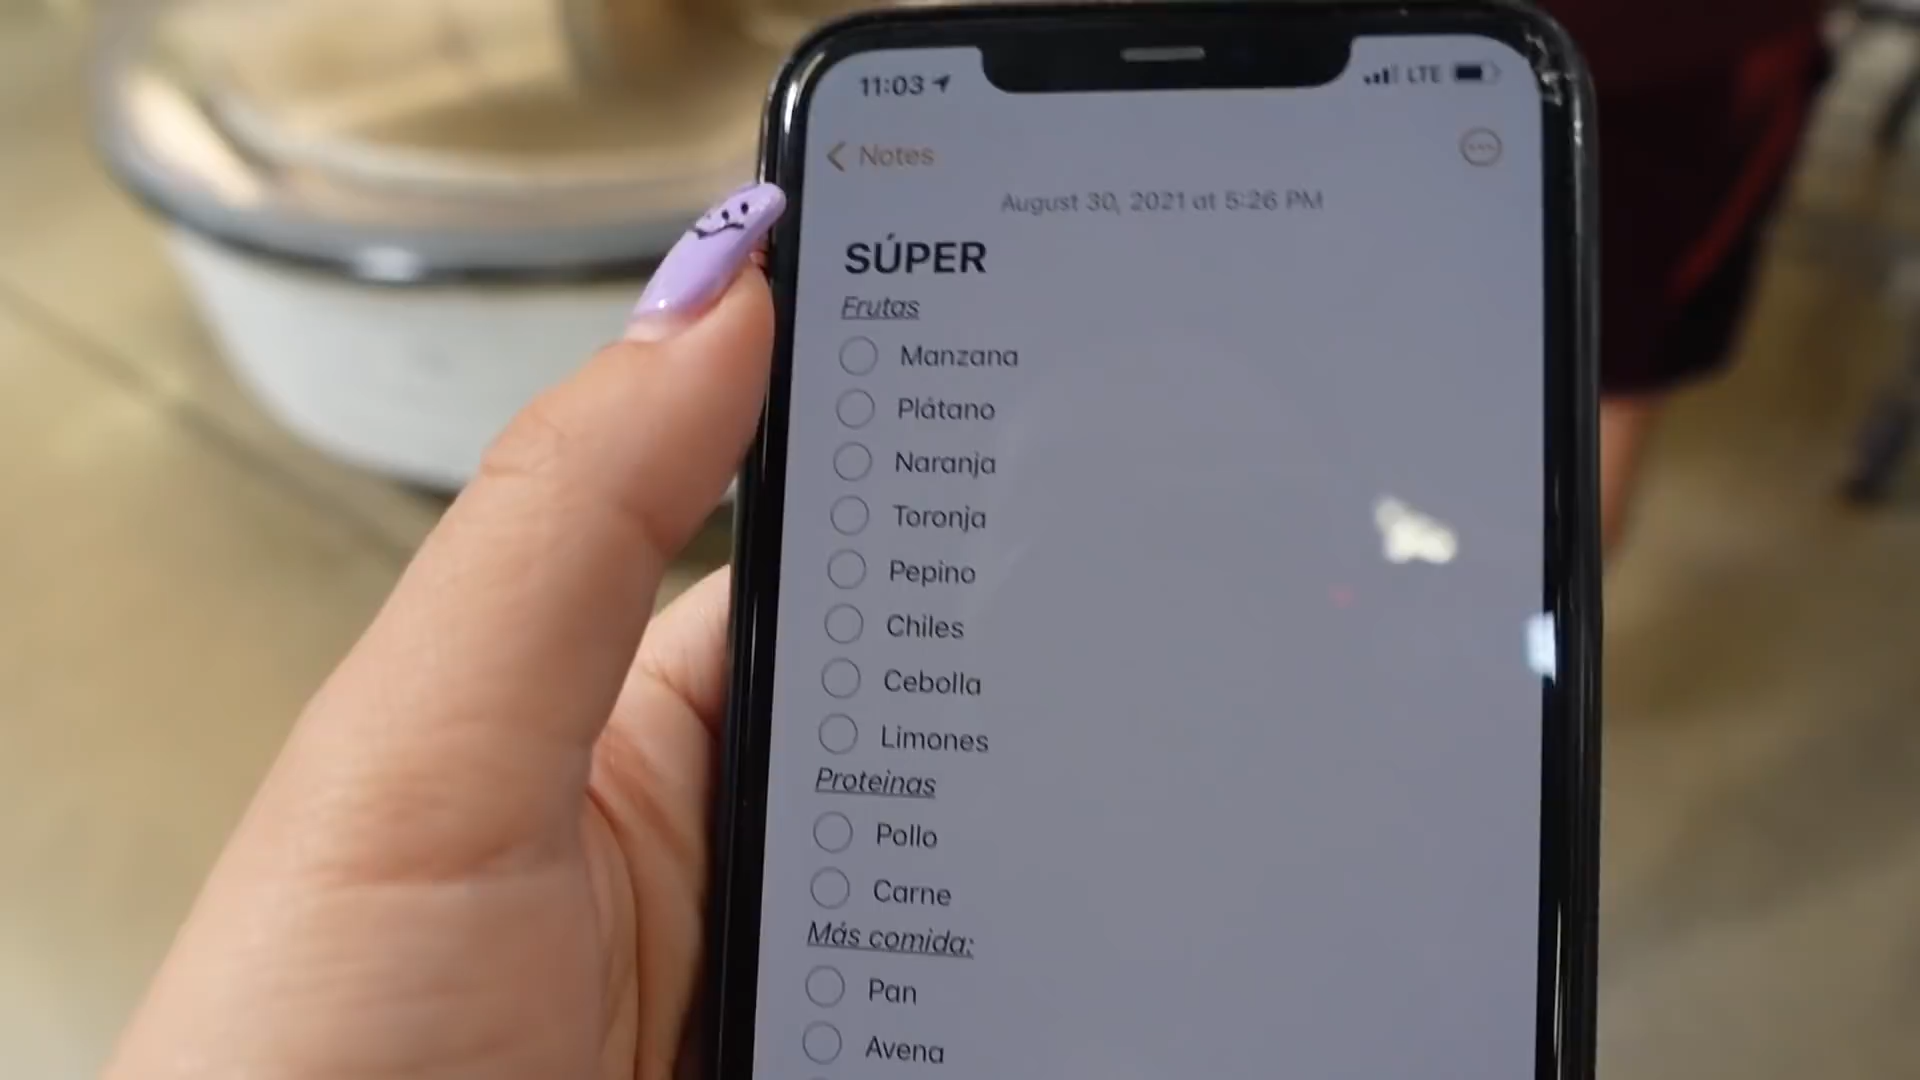 11:03 LTE
Notes
August 30, 2021 at 5:26 PM
SÚPER
Frutas
Manzana
Plátano
Naranja
Toronja
Pepino
Chiles
Cebolla
Limones
Proteinas
Pollo
Carne
Más comida:
Pan
Avena